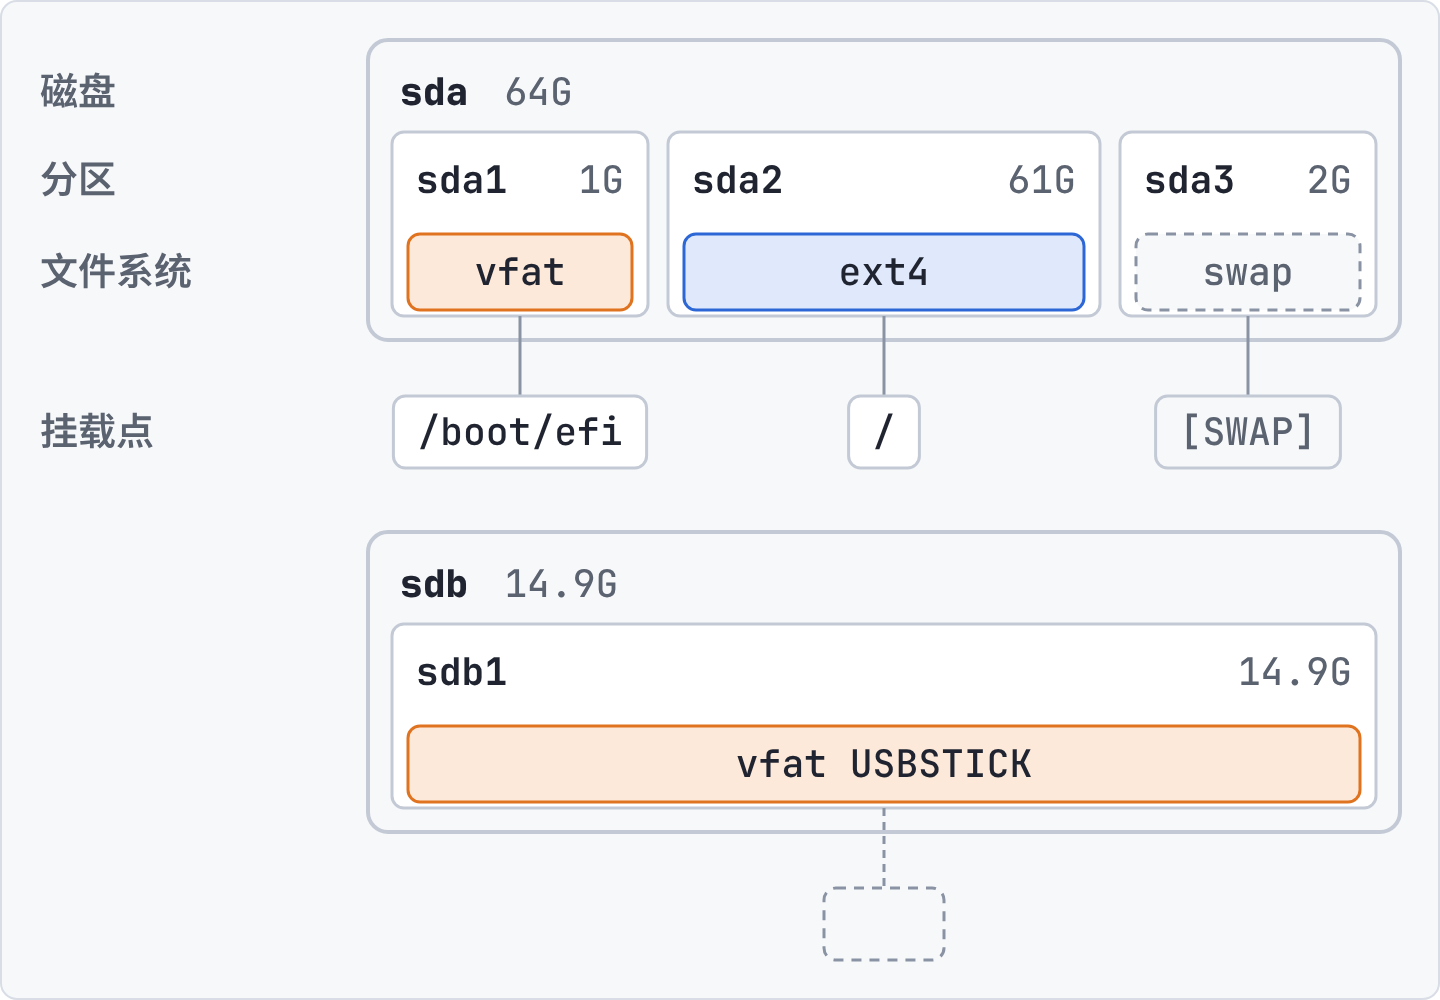 磁盘
sda 64G
分区
sda1 1G
sda2 61G
sda3 2G
文件系统
vfat
ext4
swap
挂载点
/boot/efi
/
[SWAP]
sdb 14.9G
sdb1 14.9G
vfat USBSTICK